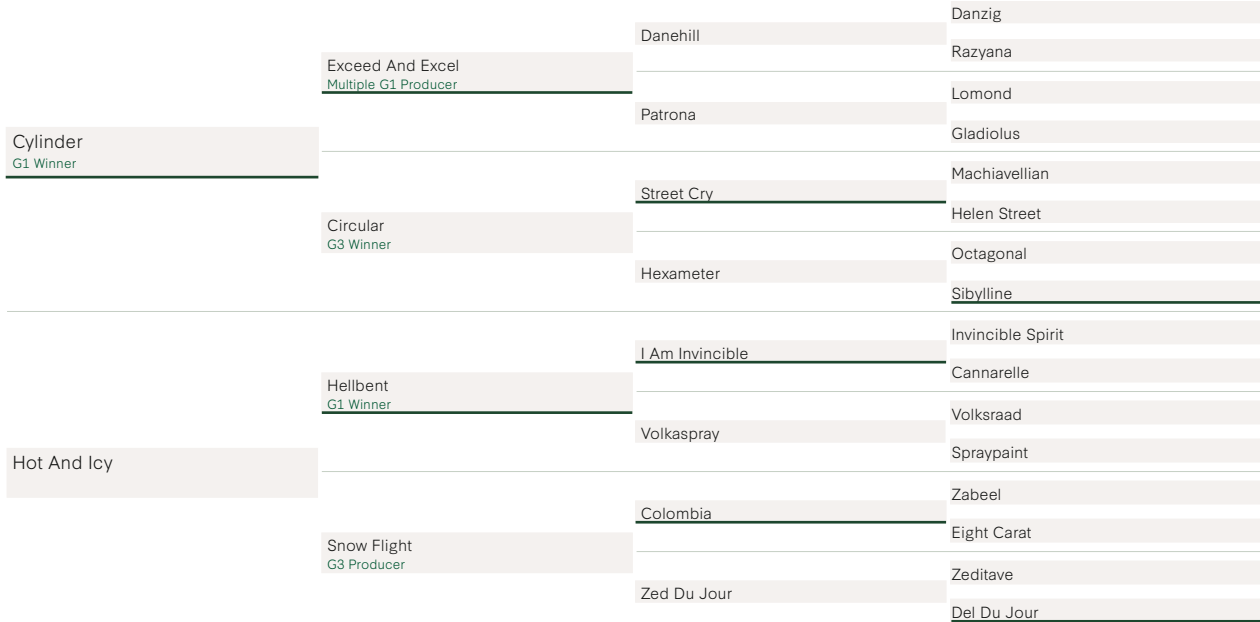 Danzig
Danehill
Razyana
Exceed And Excel
Multiple G1 Producer
Lomond
Patrona
Gladiolus
Cylinder
G1 Winner
Machiavellian
Street Cry
Helen Street
Circular
G3 Winner
Octagonal
Hexameter
Sibylline
Invincible Spirit
I Am Invincible
Cannarelle
Hellbent
G1 Winner
Volksraad
Volkaspray
Spraypaint
Hot And Icy
Zabeel
Colombia
Eight Carat
Snow Flight
G3 Producer
Zeditave
Zed Du Jour
Del Du Jour